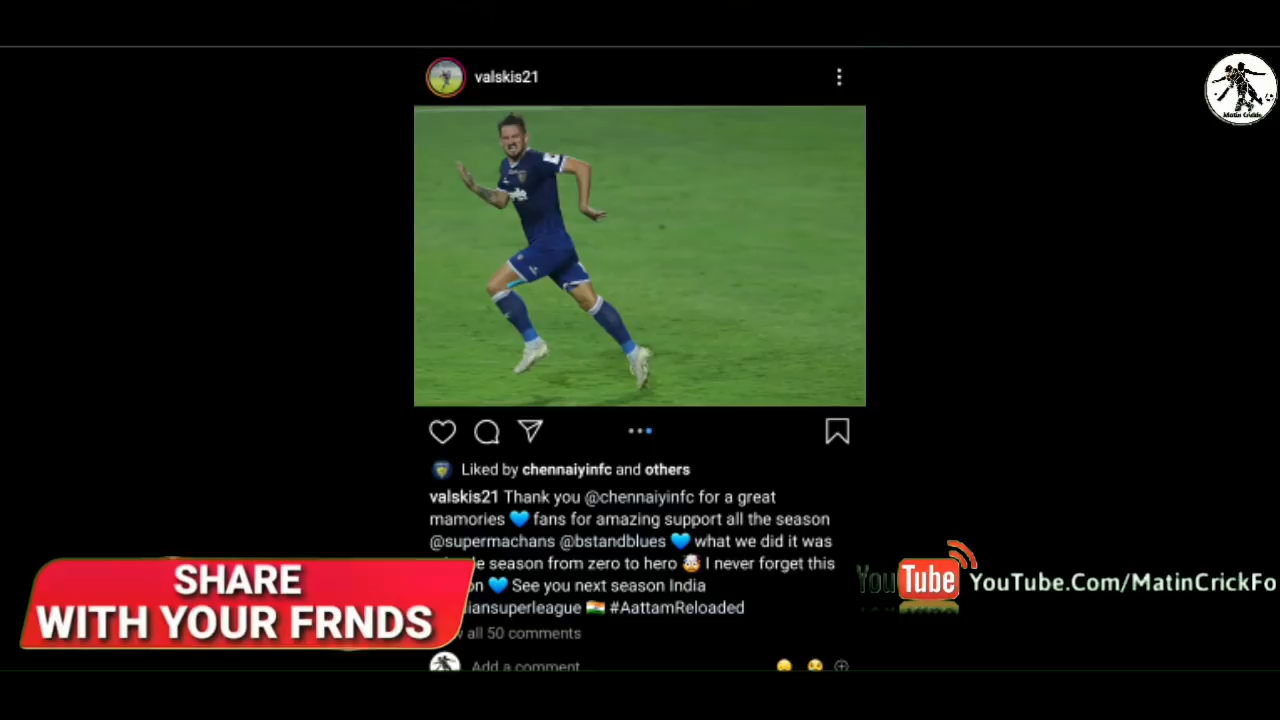 valskis21
Matin Crickfo
Liked by chennaiyinfc and others
valskis21 Thank you @chennaiyinfc for a great
mamories 💙 fans for amazing support all the season
@supermachans @bstandblues 💙 what we did it was
season from zero to hero 🤯 I never forget this
💙 See you next season India
iansuperleague 🇮🇳 #AattamReloaded
all 50 comments
Add a comment
SHARE
WITH YOUR FRNDS
YouTube YouTube.Com/MatinCrickFo